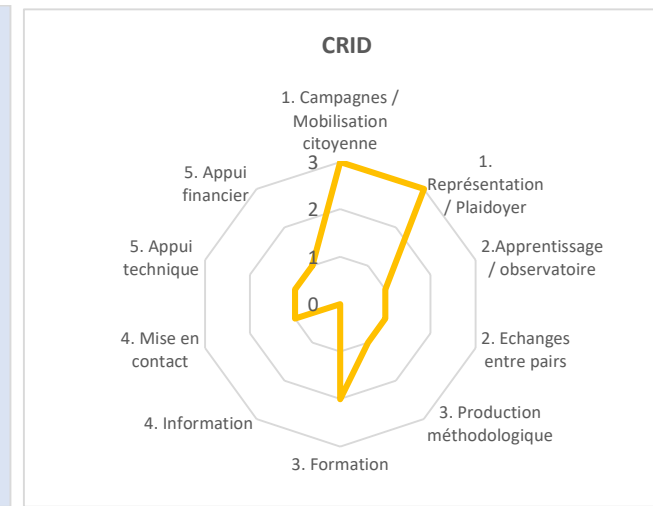 CRID
1. Campagnes /
Mobilisation
citoyenne
1.
Représentation
/ Plaidoyer
2.Apprentissage
/ observatoire
2. Echanges
entre pairs
3. Production
méthodologique
3. Formation
4. Information
4. Mise en
contact
5. Appui
technique
5. Appui
financier
3
2
1
0